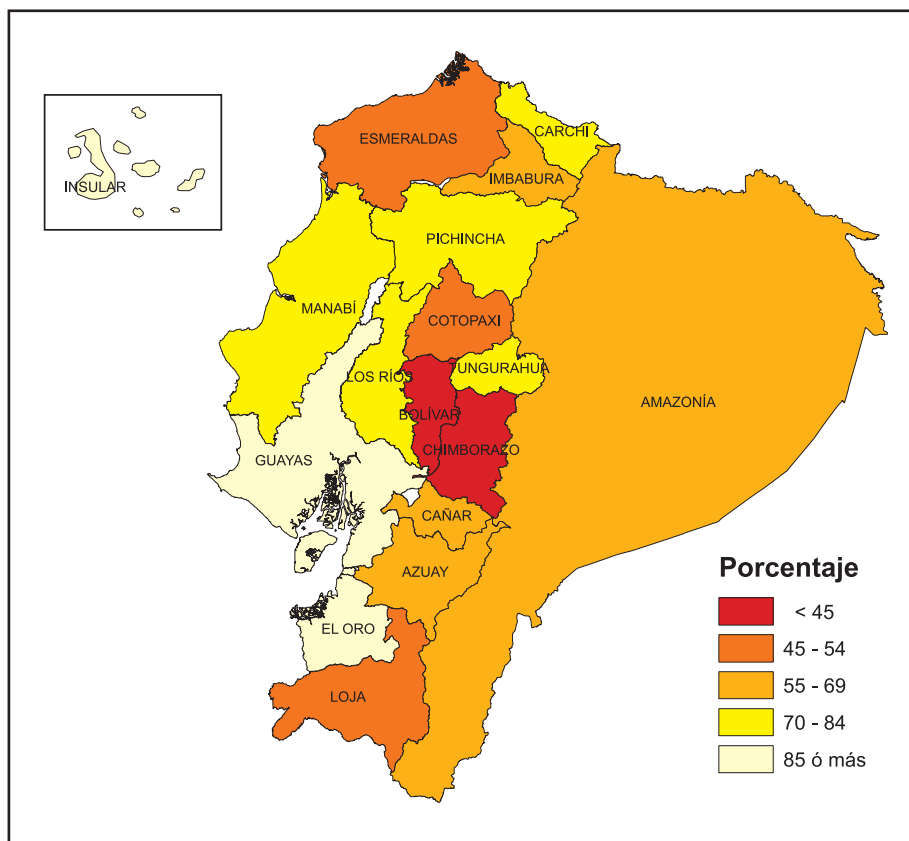 ESMERALDAS
CARCHI
IMBABURA
INSULAR
PICHINCHA
MANABÍ
COTOPAXI
TUNGURAHUA
LOS RÍOS
BOLÍVAR
AMAZONÍA
CHIMBORAZO
GUAYAS
CAÑAR
AZUAY
EL ORO
LOJA
Porcentaje
< 45
45 - 54
55 - 69
70 - 84
85 ó más